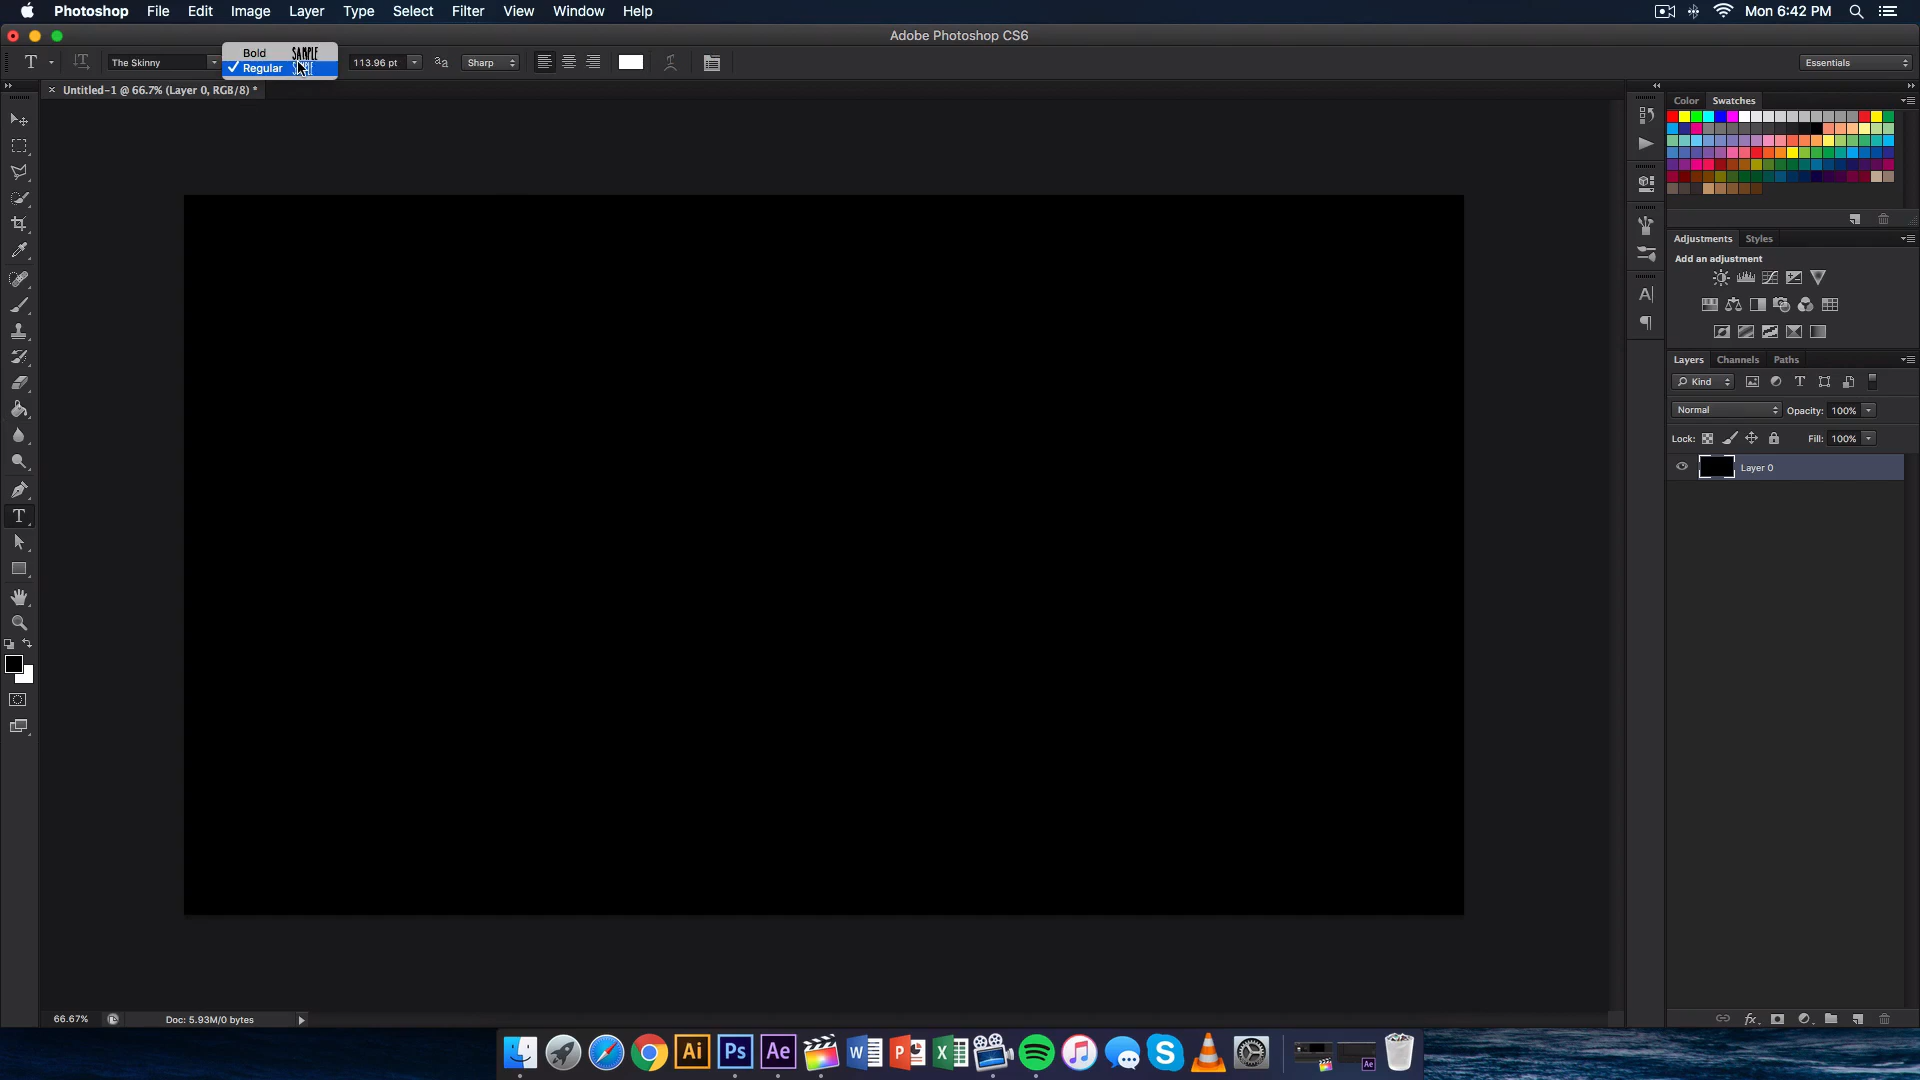 Photoshop File Edit Image Layer Type Select Filter View Window Help Mon 6:42 PM
Adobe Photoshop CS6
Bold SAMPLE
T The Skinny 113.96 pt Sharp Essentials
Regular SAMPLE
Untitled-1 @ 66.7% (Layer 0, RGB/8) *
Color Swatches
Adjustments Styles
Add an adjustment
Layers Channels Paths
Kind
Normal Opacity: 100%
Lock: Fill: 100%
Layer 0
66.67% Doc: 5.93M/0 bytes
fx
Ai Ps Ae W P X S
Ae